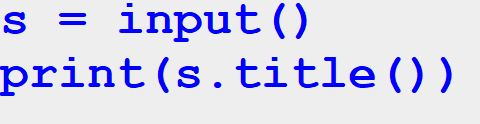 s = input()
print(s.title())